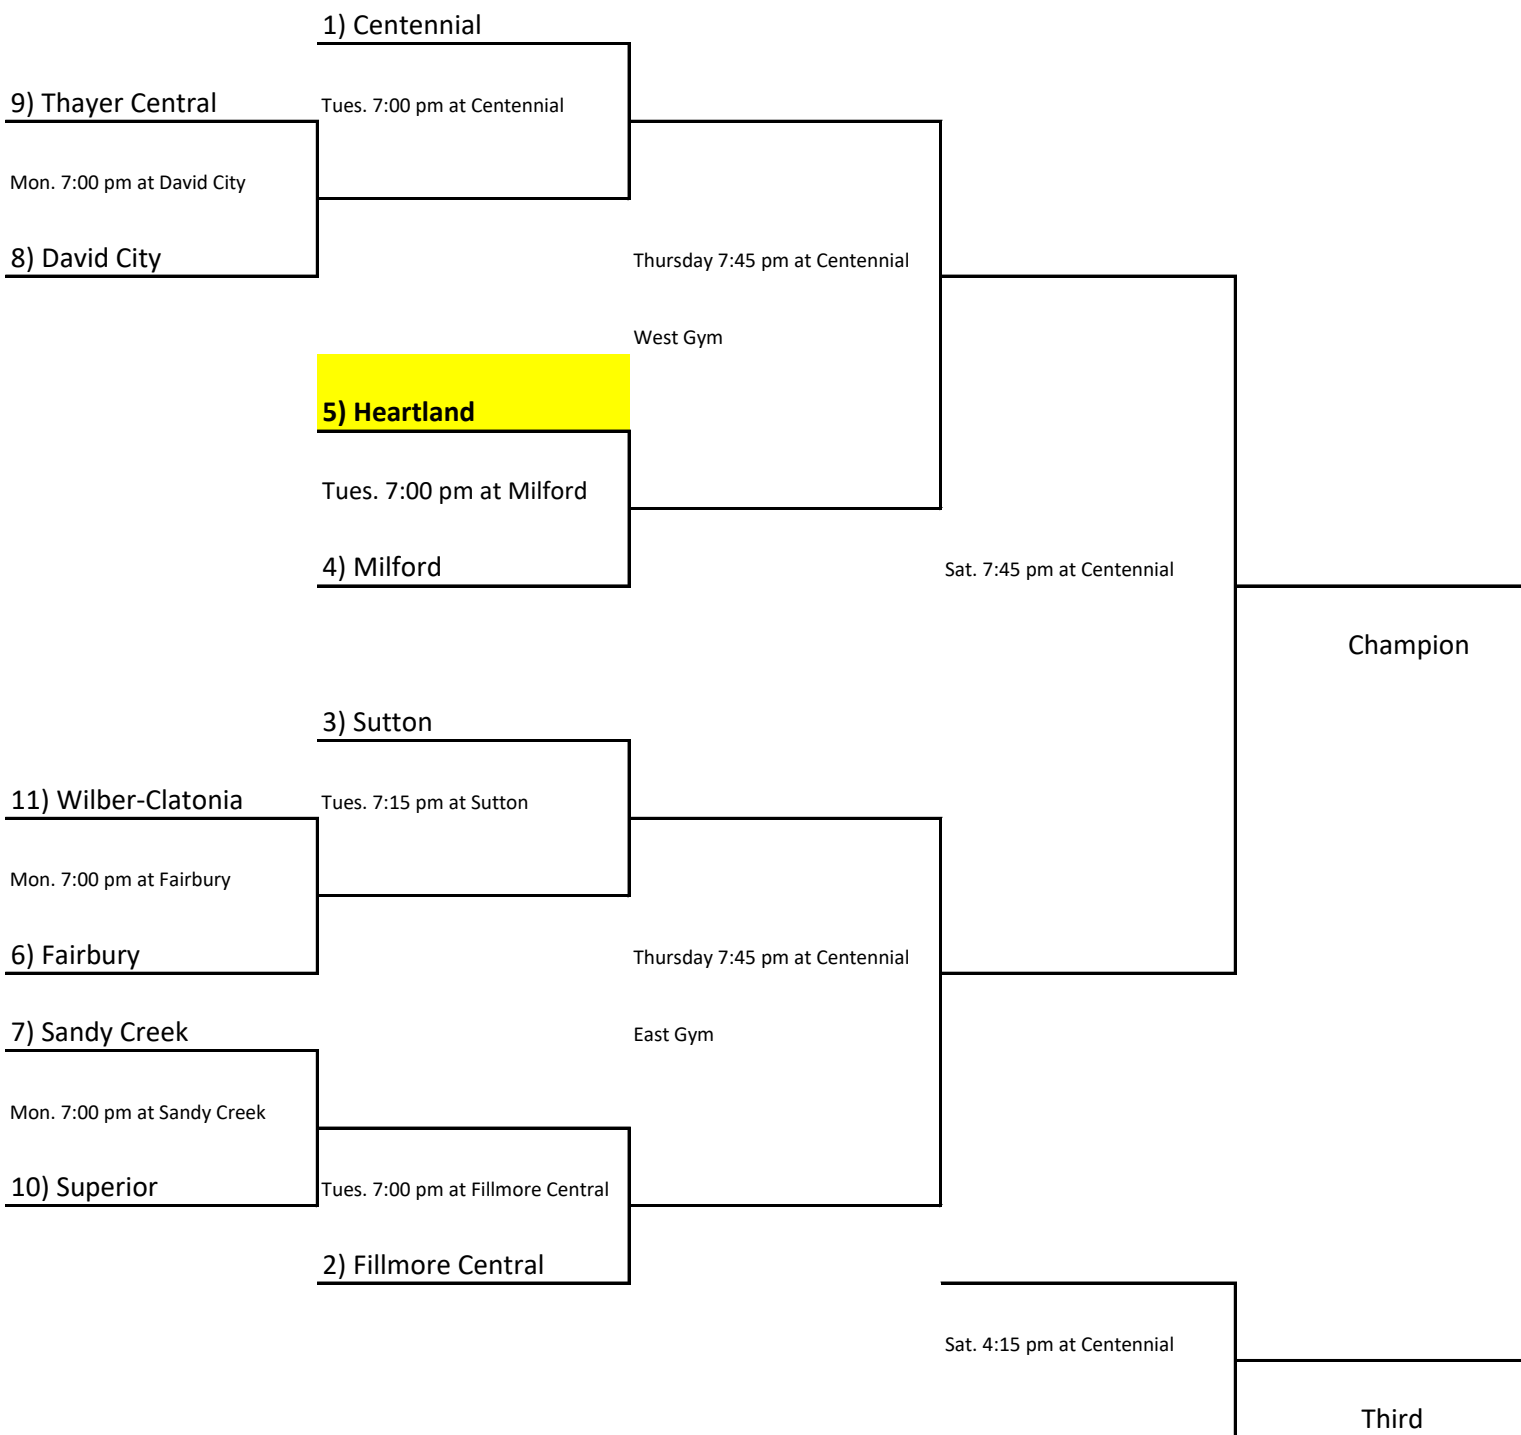 1) Centennial
9) Thayer Central
Tues. 7:00 pm at Centennial
Mon. 7:00 pm at David City
8) David City
Thursday 7:45 pm at Centennial
West Gym
5) Heartland
Tues. 7:00 pm at Milford
4) Milford
Sat. 7:45 pm at Centennial
Champion
3) Sutton
11) Wilber-Clatonia
Tues. 7:15 pm at Sutton
Mon. 7:00 pm at Fairbury
6) Fairbury
Thursday 7:45 pm at Centennial
7) Sandy Creek
East Gym
Mon. 7:00 pm at Sandy Creek
10) Superior
Tues. 7:00 pm at Fillmore Central
2) Fillmore Central
Sat. 4:15 pm at Centennial
Third